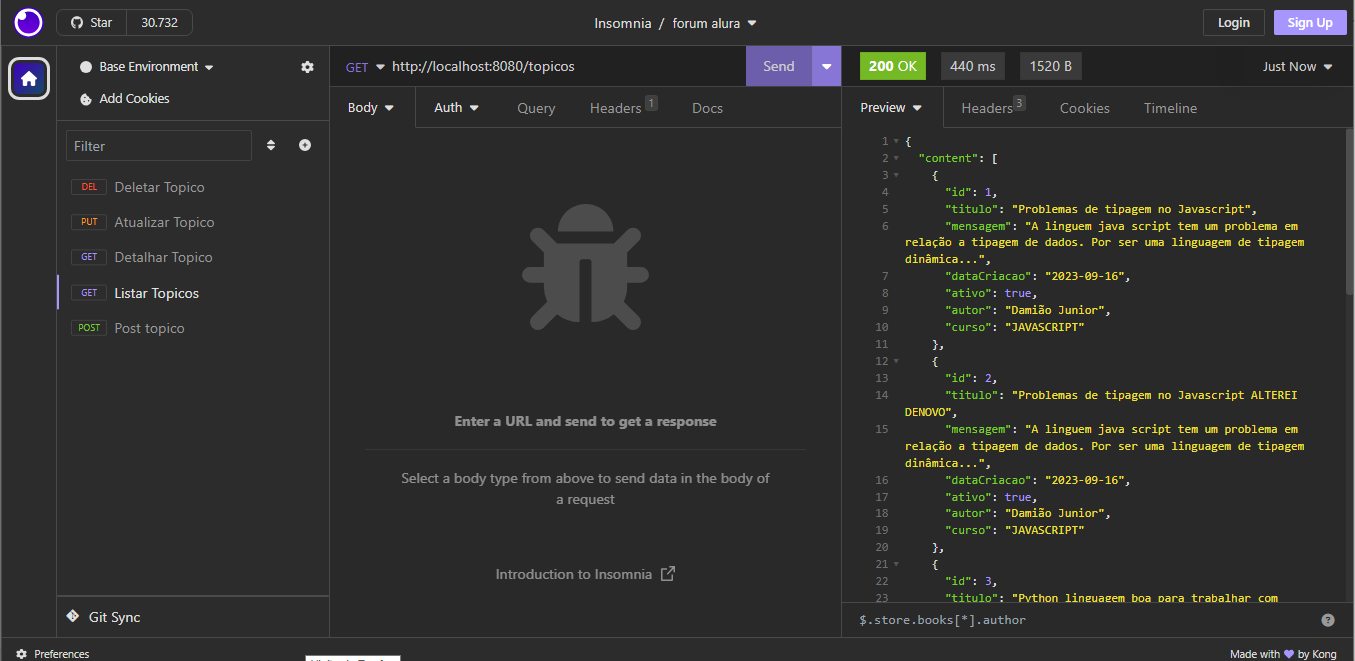 Star 30.732
Insomnia / forum alura
Login
Sign Up
Base Environment
Add Cookies
Filter
DEL Deletar Topico
PUT Atualizar Topico
GET Detalhar Topico
GET Listar Topicos
POST Post topico
Git Sync
GET http://localhost:8080/topicos
Send
Body
Auth
Query
Headers 1
Docs
Enter a URL and send to get a response
Select a body type from above to send data in the body of
a request
Introduction to Insomnia
200 OK
440 ms
1520 B
Just Now
Preview
Headers 3
Cookies
Timeline
1 {
2 "content": [
3 {
4 "id": 1,
5 "titulo": "Problemas de tipagem no Javascript",
6 "mensagem": "A linguem java script tem um problema em
relação a tipagem de dados. Por ser uma linguagem de tipagem
dinâmica...",
7 "dataCriacao": "2023-09-16",
8 "ativo": true,
9 "autor": "Damião Junior",
10 "curso": "JAVASCRIPT"
11 },
12 {
13 "id": 2,
14 "titulo": "Problemas de tipagem no Javascript ALTEREI
DENOVO",
15 "mensagem": "A linguem java script tem um problema em
relação a tipagem de dados. Por ser uma linguagem de tipagem
dinâmica...",
16 "dataCriacao": "2023-09-16",
17 "ativo": true,
18 "autor": "Damião Junior",
19 "curso": "JAVASCRIPT"
20 },
21 {
22 "id": 3,
23 "titulo": "Python linguagem boa para trabalhar com
$.store.books[*].author
Preferences
Made with by Kong